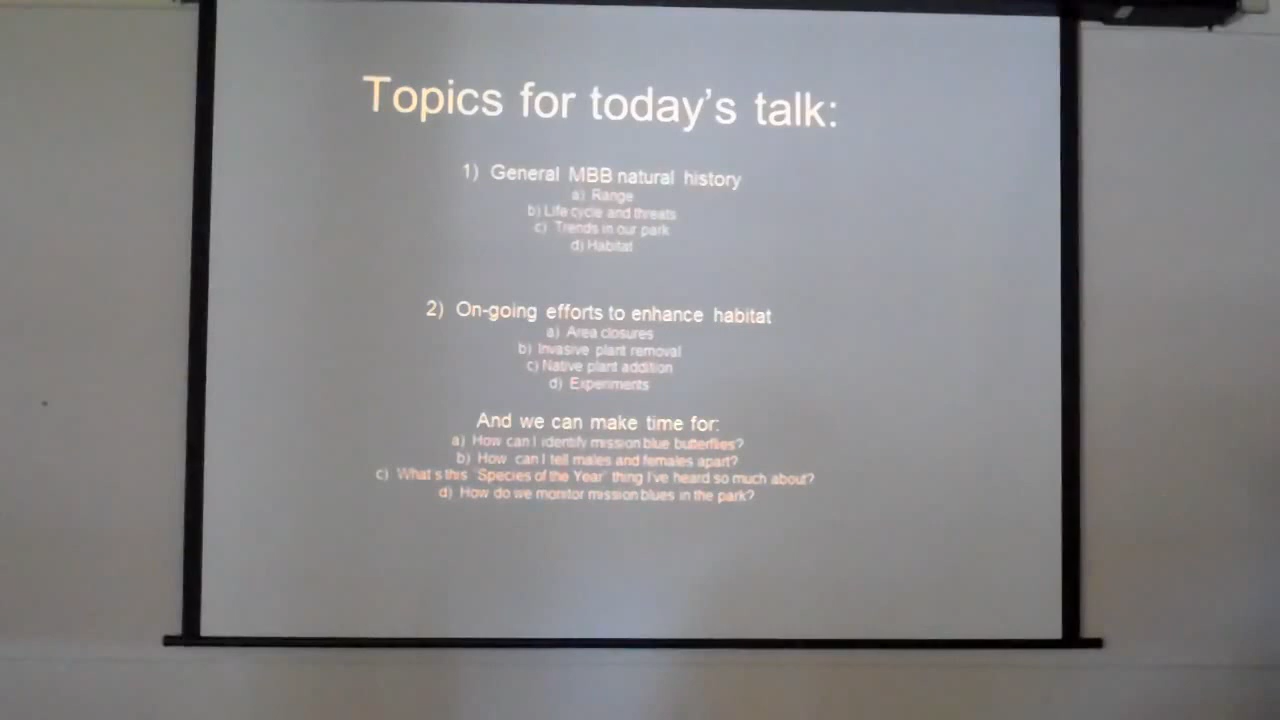 Topics for today's talk:
1) General MBB natural history
a) Range
b) Life cycle and threats
c) Trends in our park
d) Habitat
2) On-going efforts to enhance habitat
a) Area closures
b) Invasive plant removal
c) Native plant addition
d) Experiments
And we can make time for:
a) How can I identify mission blue butterflies?
b) How can I tell males and females apart?
c) What's this "Species of the Year" thing I've heard so much about?
d) How do we monitor mission blues in the park?